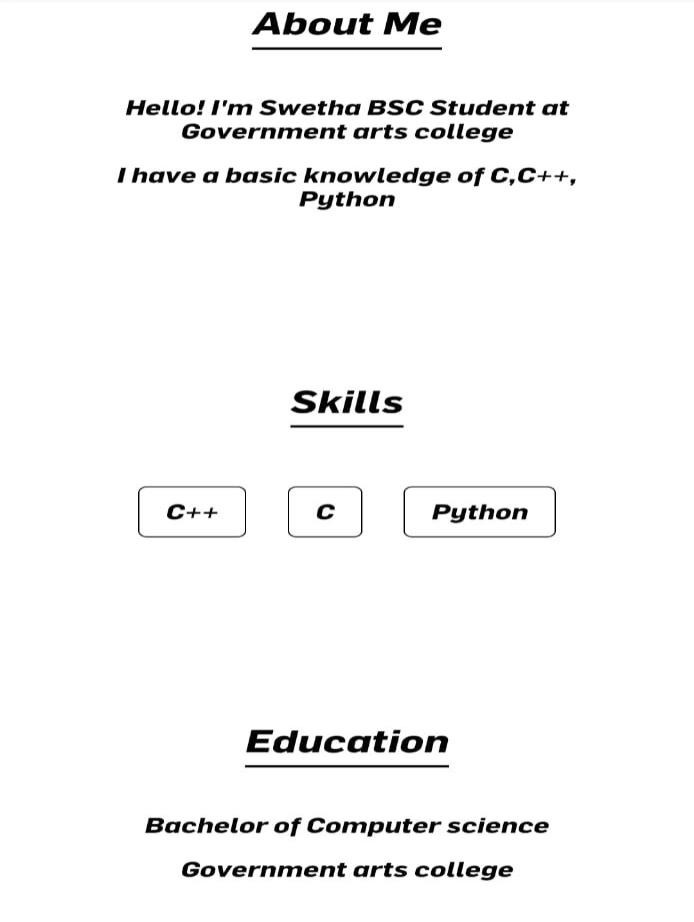 About Me
Hello! I'm Swetha BSC Student at
Government arts college
I have a basic knowledge of C,C++,
Python
Skills
C++ C Python
Education
Bachelor of Computer science
Government arts college